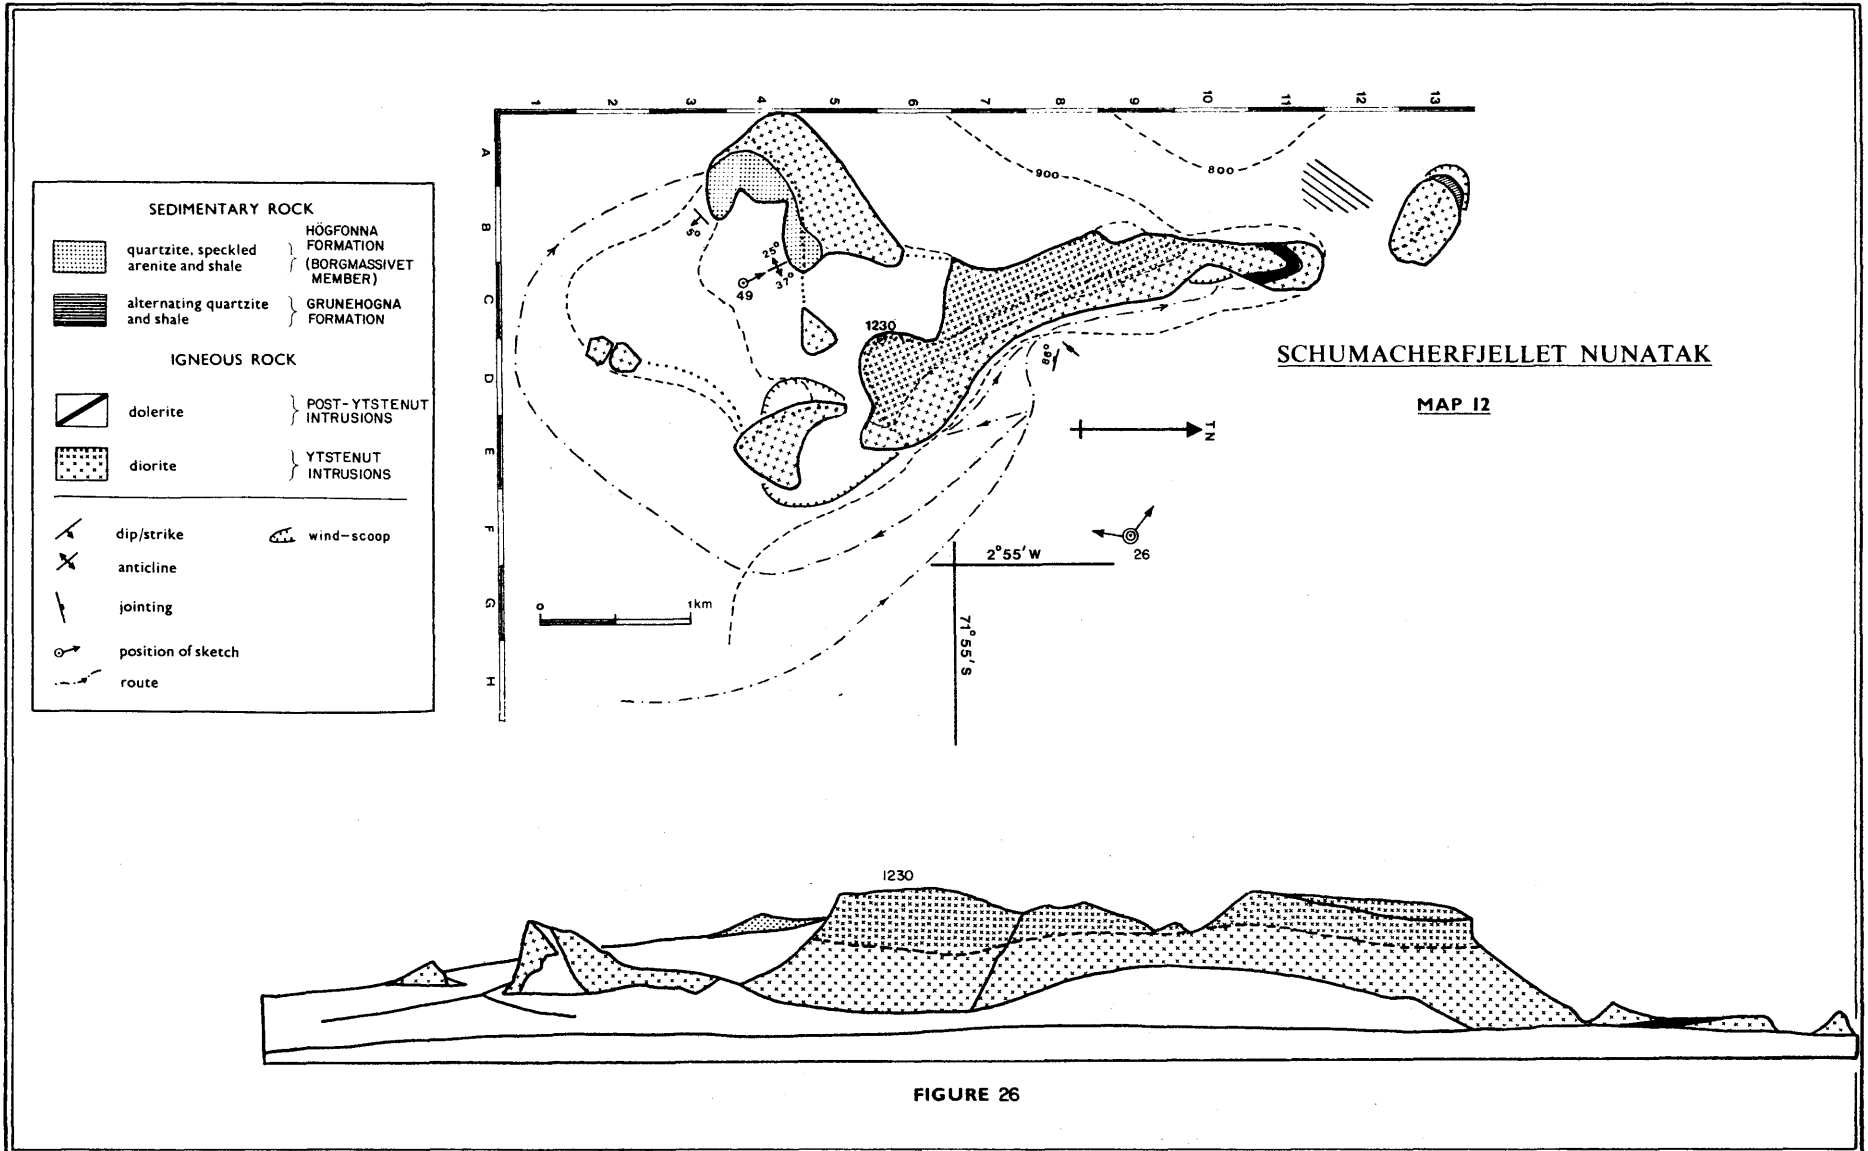 1 2 3 4 5 6 7 8 9 10 11 12 13
A
B
C
D
E
F
G
H
SEDIMENTARY ROCK
quartzite, speckled
arenite and shale
HÖGFONNA
FORMATION
(BORGMASSIVET
MEMBER)
alternating quartzite
and shale
GRUNEHOGNA
FORMATION
IGNEOUS ROCK
dolerite
POST-YTSTENUT
INTRUSIONS
diorite
YTSTENUT
INTRUSIONS
dip/strike
wind-scoop
anticline
jointing
position of sketch
route
900
800
5°
25°
37°
49
1230
86°
SCHUMACHERFJELLET NUNATAK
MAP 12
TN
26
2°55'W
71°55'S
0 1km
1230
FIGURE 26